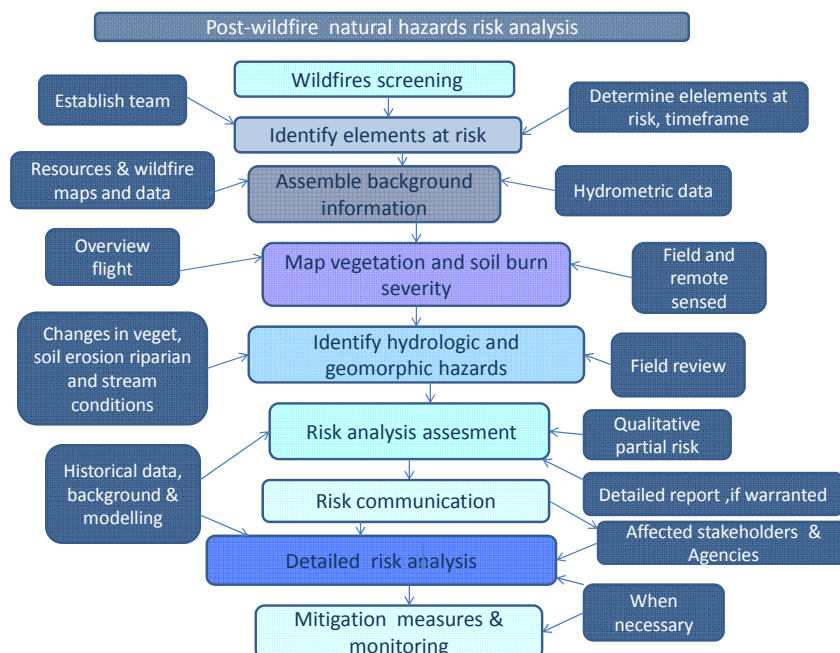 Post-wildfire natural hazards risk analysis
Wildfires screening
Establish team
Determine elelements at
risk, timeframe
Identify elements at risk
Resources & wildfire
maps and data
Assemble background
information
Hydrometric data
Overview
flight
Map vegetation and soil burn
severity
Field and
remote
sensed
Changes in veget,
soil erosion riparian
and stream
conditions
Identify hydrologic and
geomorphic hazards
Field review
Risk analysis assesment
Qualitative
partial risk
Historical data,
background &
modelling
Risk communication
Detailed report ,if warranted
Affected stakeholders &
Agencies
Detailed risk analysis
When
necessary
Mitigation measures &
monitoring